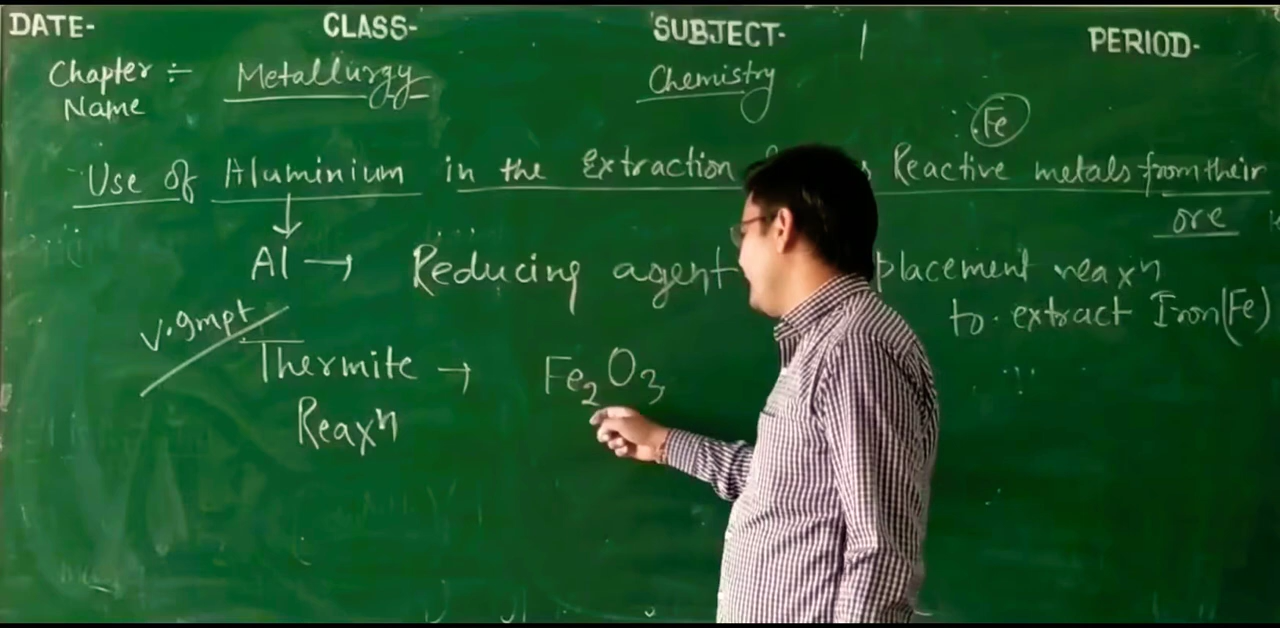 DATE- CLASS- SUBJECT- PERIOD-
Chapter :- Metallurgy Chemistry
Name
Fe
Use of Aluminium in the Extraction Reactive metals from their
ore
Al → Reducing agent placement reaxn
to extract Iron (Fe)
V.Impt
Thermite → Fe2O3
Reaxn